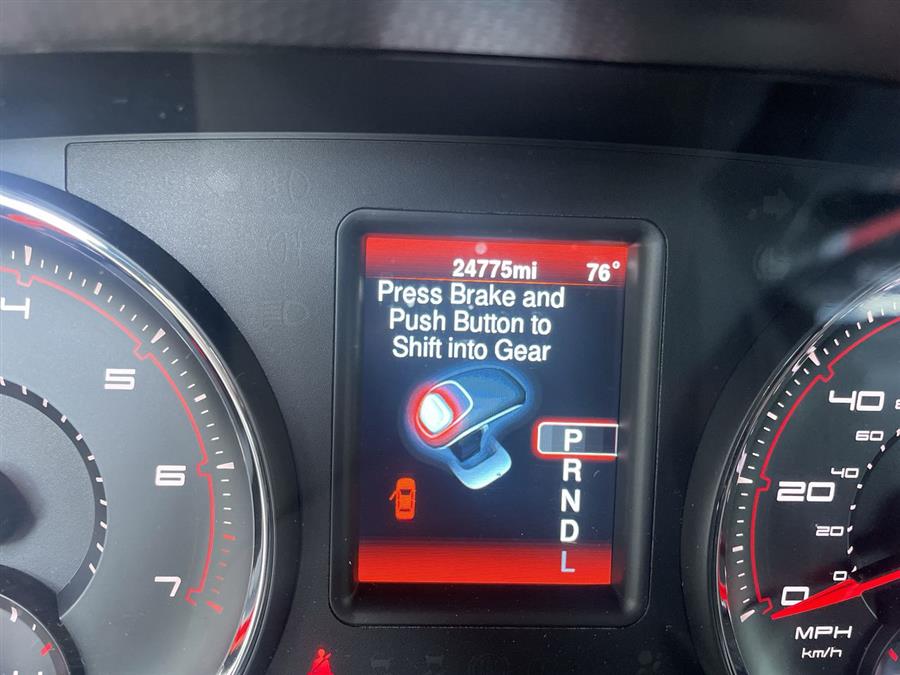 24775mi 76°
Press Brake and
Push Button to
Shift into Gear
P
R
N
D
L
4
5
6
7
40
60
40
20
20
0
0
MPH
km/h